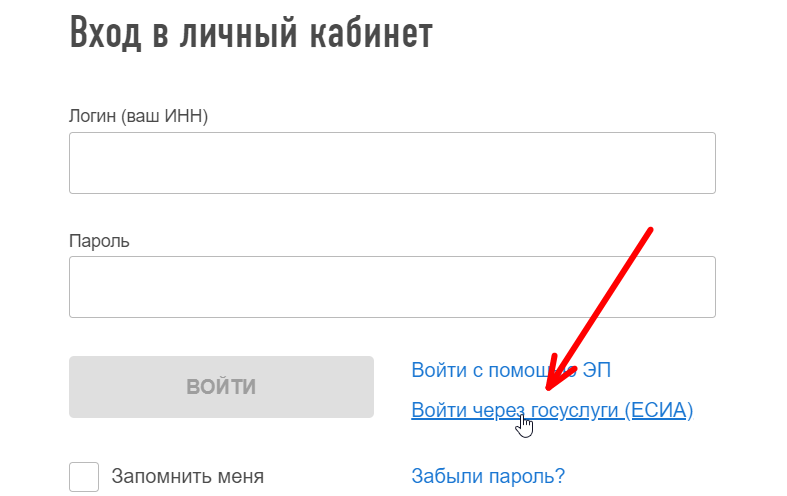 Вход в личный кабинет
Логин (ваш ИНН)
Пароль
ВОЙТИ
Войти с помощью ЭП
Войти через госуслуги (ЕСИА)
Запомнить меня
Забыли пароль?